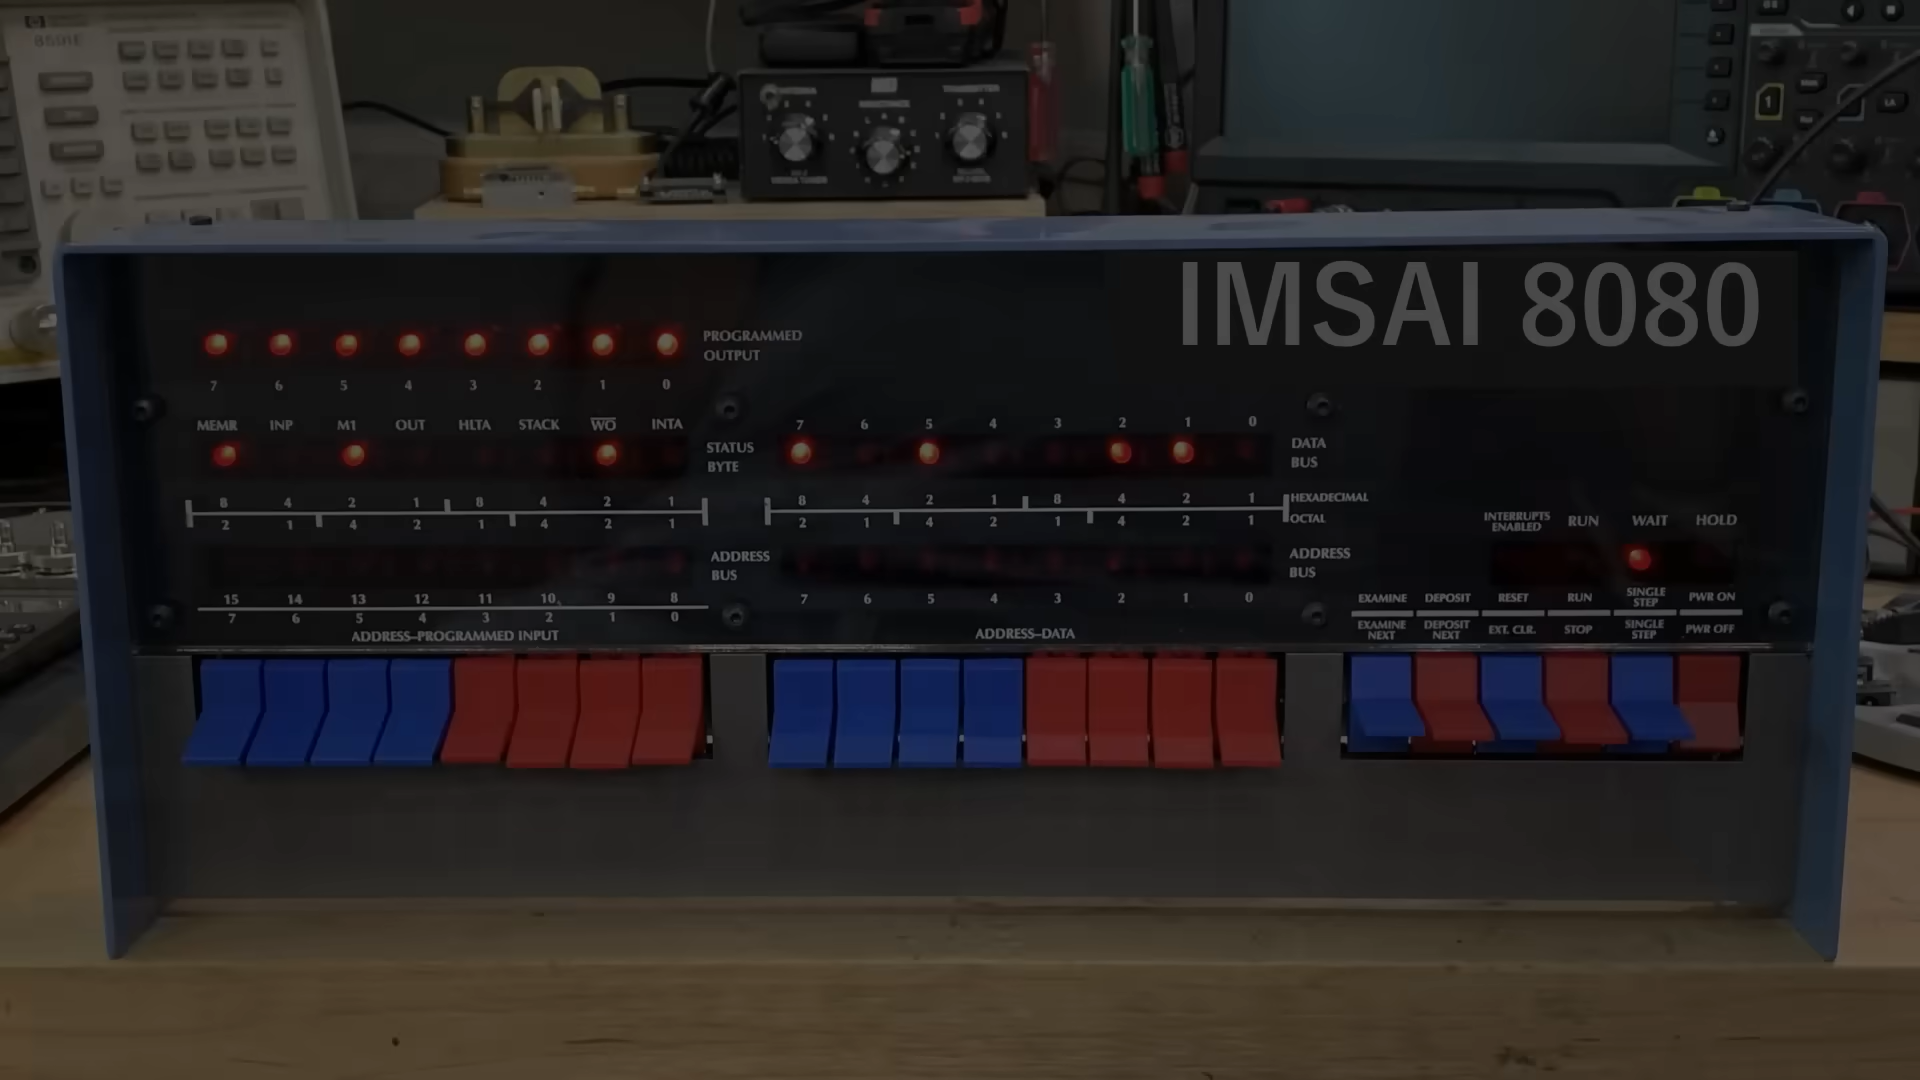 8591E
ANTENNA
INDUCTANCE
TRANSMITTER
IMSAI 8080
PROGRAMMED
OUTPUT
7 6 5 4 3 2 1 0
MEMR INP M1 OUT HLTA STACK WO INTA
STATUS
BYTE
7 6 5 4 3 2 1 0
DATA
BUS
8 4 2 1 8 4 2 1
2 1 4 2 1 4 2 1
8 4 2 1 8 4 2 1 HEXADECIMAL
2 1 4 2 1 4 2 1 OCTAL
ADDRESS
BUS
ADDRESS
BUS
15 14 13 12 11 10 9 8
7 6 5 4 3 2 1 0
ADDRESS–PROGRAMMED INPUT
7 6 5 4 3 2 1 0
ADDRESS–DATA
INTERRUPTS
ENABLED
RUN WAIT HOLD
EXAMINE DEPOSIT RESET RUN SINGLE STEP PWR ON
EXAMINE NEXT DEPOSIT NEXT EXT. CLR. STOP SINGLE STEP PWR OFF